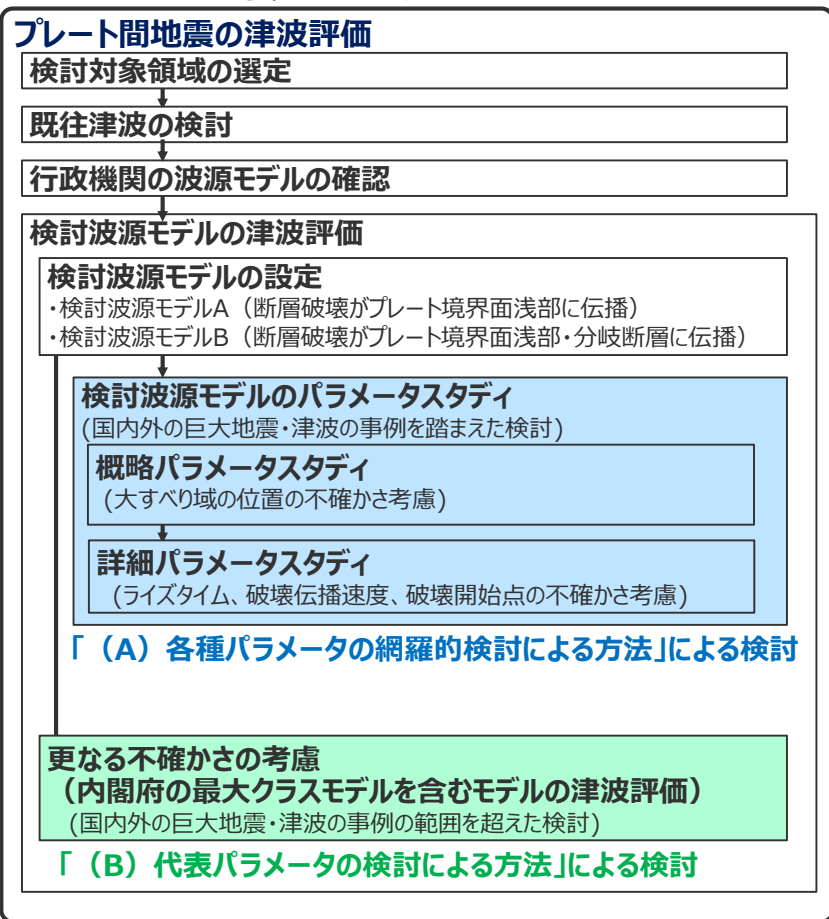 プレート間地震の津波評価
検討対象領域の選定
既往津波の検討
行政機関の波源モデルの確認
検討波源モデルの津波評価
検討波源モデルの設定
・検討波源モデルA（断層破壊がプレート境界面浅部に伝播）
・検討波源モデルB（断層破壊がプレート境界面浅部・分岐断層に伝播）
検討波源モデルのパラメータスタディ
(国内外の巨大地震・津波の事例を踏まえた検討)
概略パラメータスタディ
(大すべり域の位置の不確かさ考慮)
詳細パラメータスタディ
(ライズタイム、破壊伝播速度、破壊開始点の不確かさ考慮)
「（A）各種パラメータの網羅的検討による方法」による検討
更なる不確かさの考慮
（内閣府の最大クラスモデルを含むモデルの津波評価）
(国内外の巨大地震・津波の事例の範囲を超えた検討)
「（B）代表パラメータの検討による方法」による検討